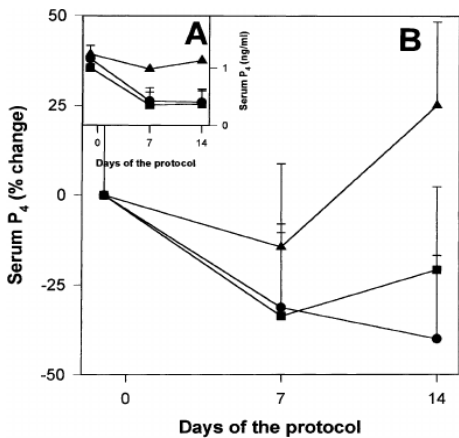 50
25
0
-25
-50
Serum P4 (% change)
A
B
1
0
Serum P4 (ng/ml)
0 7 14
Days of the protocol
0 7 14
Days of the protocol